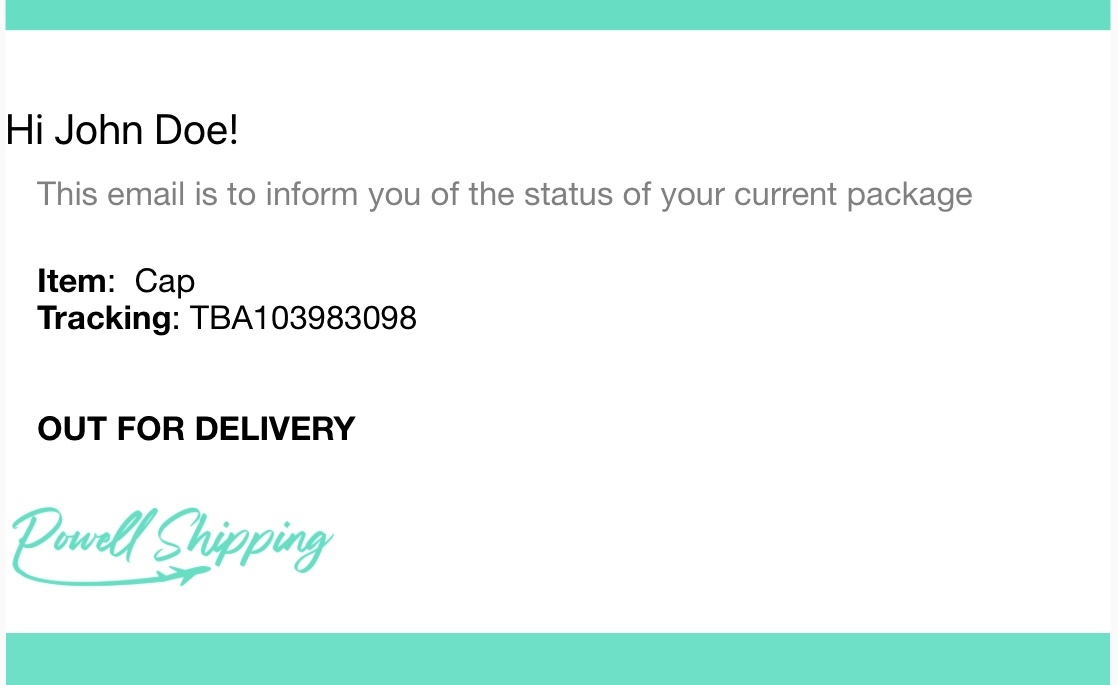 Hi John Doe!
This email is to inform you of the status of your current package
Item:  Cap
Tracking: TBA103983098
OUT FOR DELIVERY
Powell Shipping